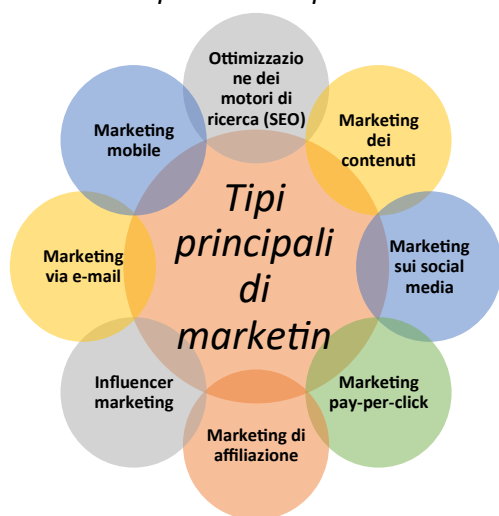 Ottimizzazio
ne dei
motori di
ricerca (SEO)
Marketing
dei
contenuti
Marketing
sui social
media
Marketing
pay-per-click
Marketing di
affiliazione
Influencer
marketing
Marketing
via e-mail
Marketing
mobile
Tipi
principali
di
marketin